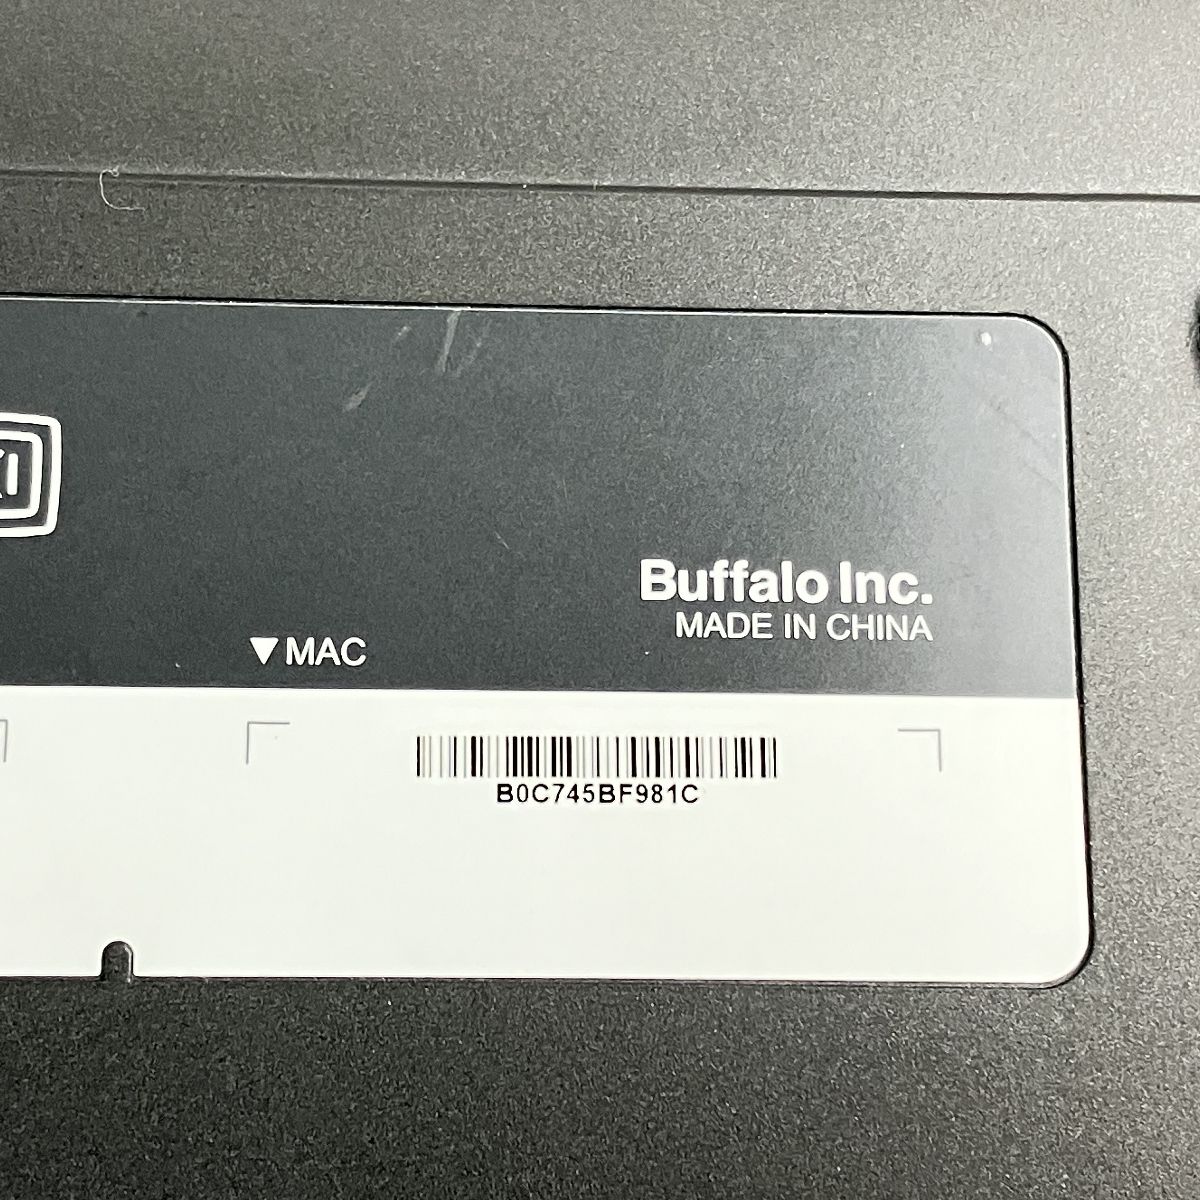 Buffalo Inc.
MADE IN CHINA
▼MAC
B0C745BF981C